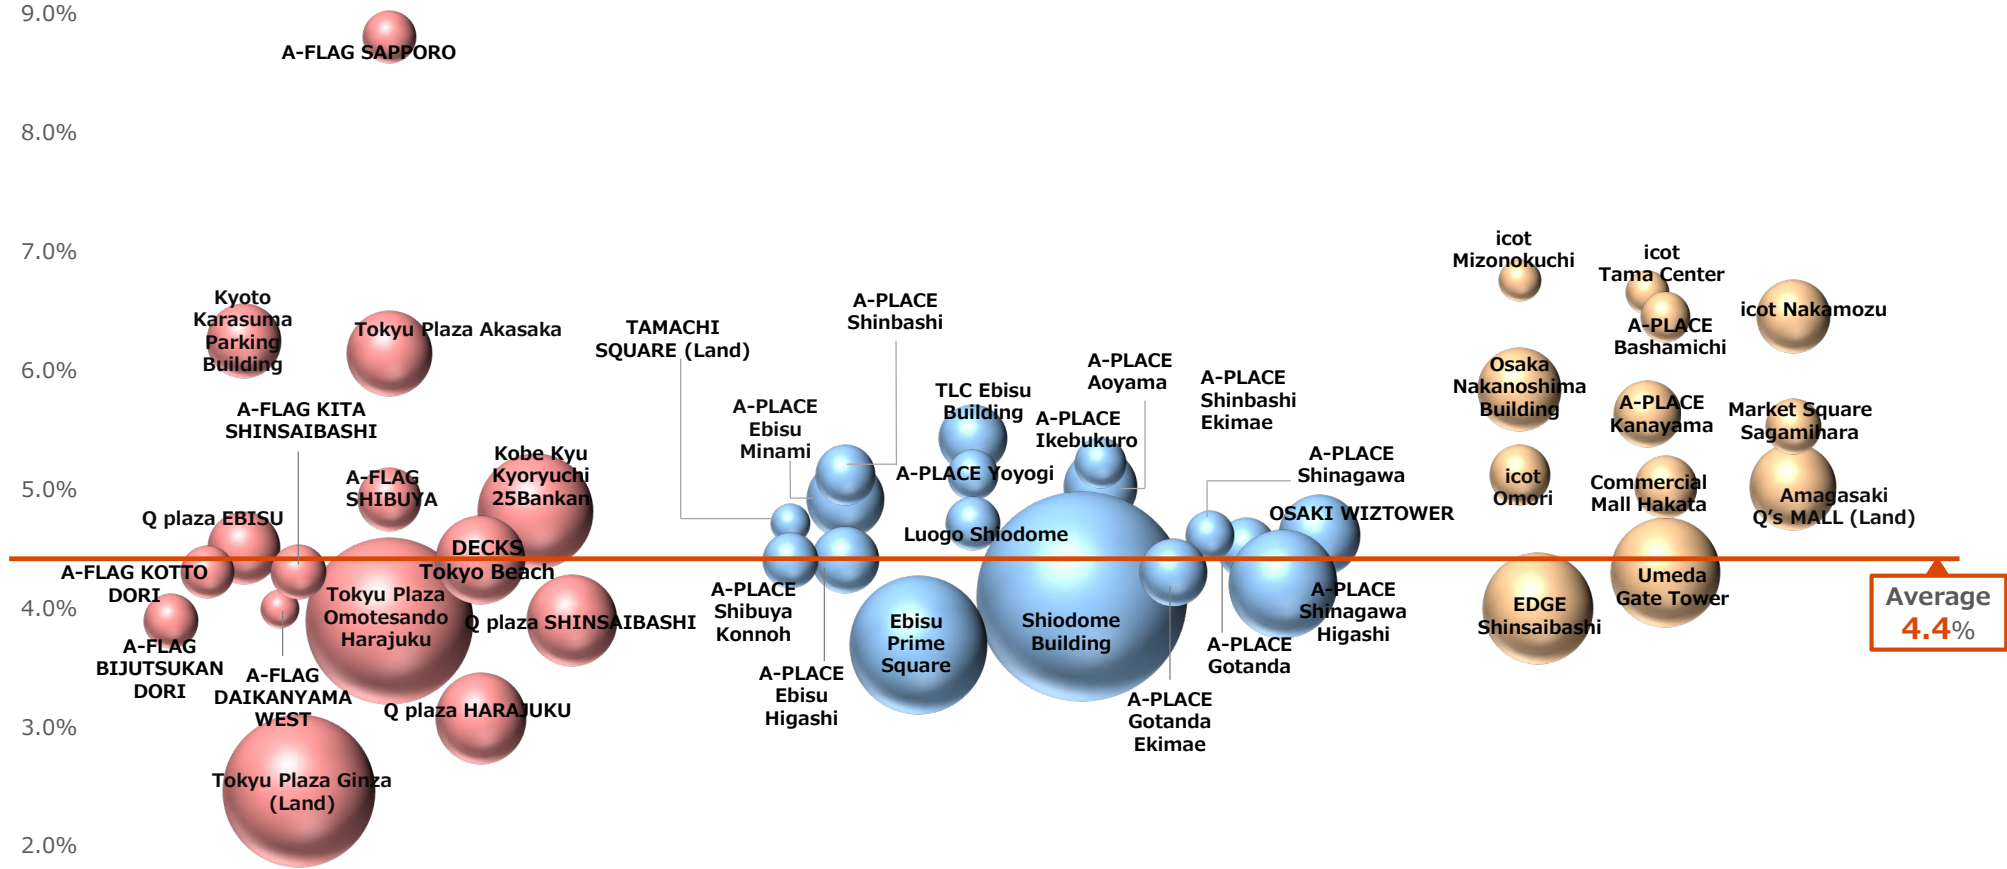 9.0%
8.0%
7.0%
6.0%
5.0%
4.0%
3.0%
2.0%
A-FLAG SAPPORO
Kyoto
Karasuma
Parking
Building
Tokyu Plaza Akasaka
A-FLAG KITA
SHINSAIBASHI
A-FLAG
SHIBUYA
Kobe Kyu
Kyoryuchi
25Bankan
Q plaza EBISU
DECKS
Tokyo Beach
A-FLAG KOTTO
DORI
A-FLAG
BIJUTSUKAN
DORI
A-FLAG
DAIKANYAMA
WEST
Tokyu Plaza
Omotesando
Harajuku
Q plaza SHINSAIBASHI
Q plaza HARAJUKU
Tokyu Plaza Ginza
(Land)
TAMACHI
SQUARE (Land)
A-PLACE
Shinbashi
A-PLACE
Ebisu
Minami
TLC Ebisu
Building
A-PLACE
Aoyama
A-PLACE
Ikebukuro
A-PLACE
Shinbashi
Ekimae
A-PLACE Yoyogi
A-PLACE
Shinagawa
Luogo Shiodome
OSAKI WIZTOWER
A-PLACE
Shibuya
Konnoh
A-PLACE
Ebisu
Higashi
Ebisu
Prime
Square
Shiodome
Building
A-PLACE
Gotanda
Ekimae
A-PLACE
Gotanda
A-PLACE
Shinagawa
Higashi
icot
Mizonokuchi
icot
Tama Center
A-PLACE
Bashamichi
icot Nakamozu
Osaka
Nakanoshima
Building
A-PLACE
Kanayama
Market Square
Sagamihara
icot
Omori
Commercial
Mall Hakata
Amagasaki
Q's MALL (Land)
EDGE
Shinsaibashi
Umeda
Gate Tower
Average
4.4%